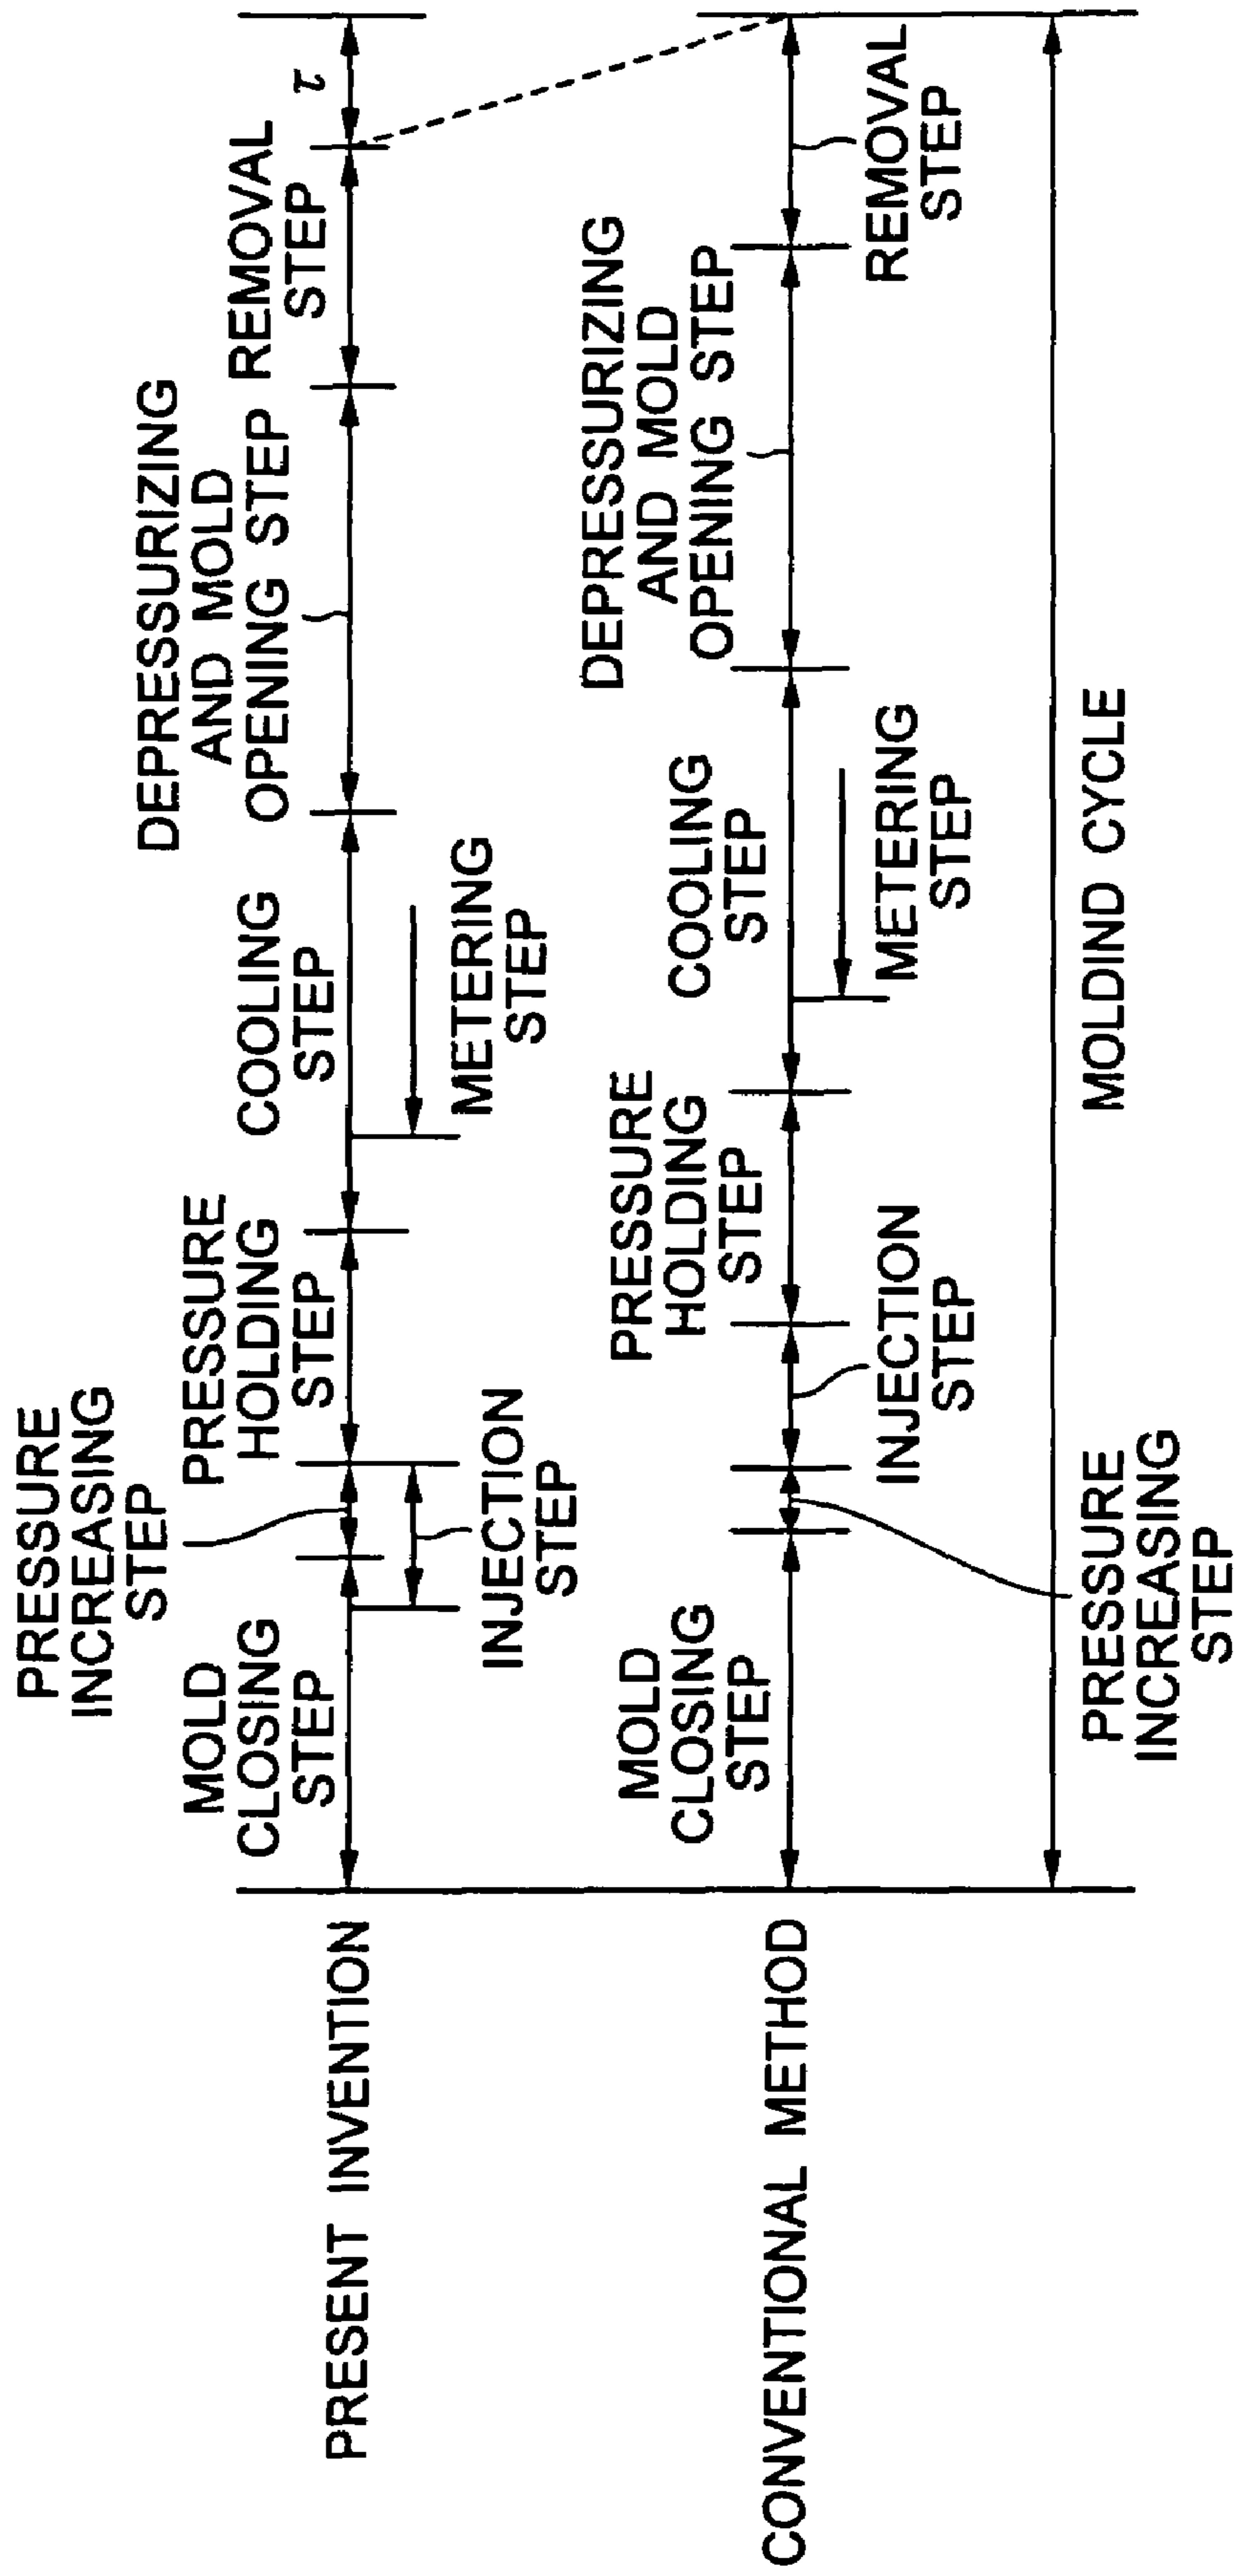 PRESENT INVENTION
MOLD
CLOSING
STEP
PRESSURE
INCREASING
STEP
INJECTION
STEP
PRESSURE
HOLDING
STEP
COOLING
STEP
METERING
STEP
DEPRESSURIZING
AND MOLD
OPENING STEP
REMOVAL
STEP
τ
CONVENTIONAL METHOD
MOLD
CLOSING
STEP
PRESSURE
INCREASING
STEP
INJECTION
STEP
PRESSURE
HOLDING
STEP
COOLING
STEP
METERING
STEP
DEPRESSURIZING
AND MOLD
OPENING STEP
REMOVAL
STEP
MOLDIND CYCLE